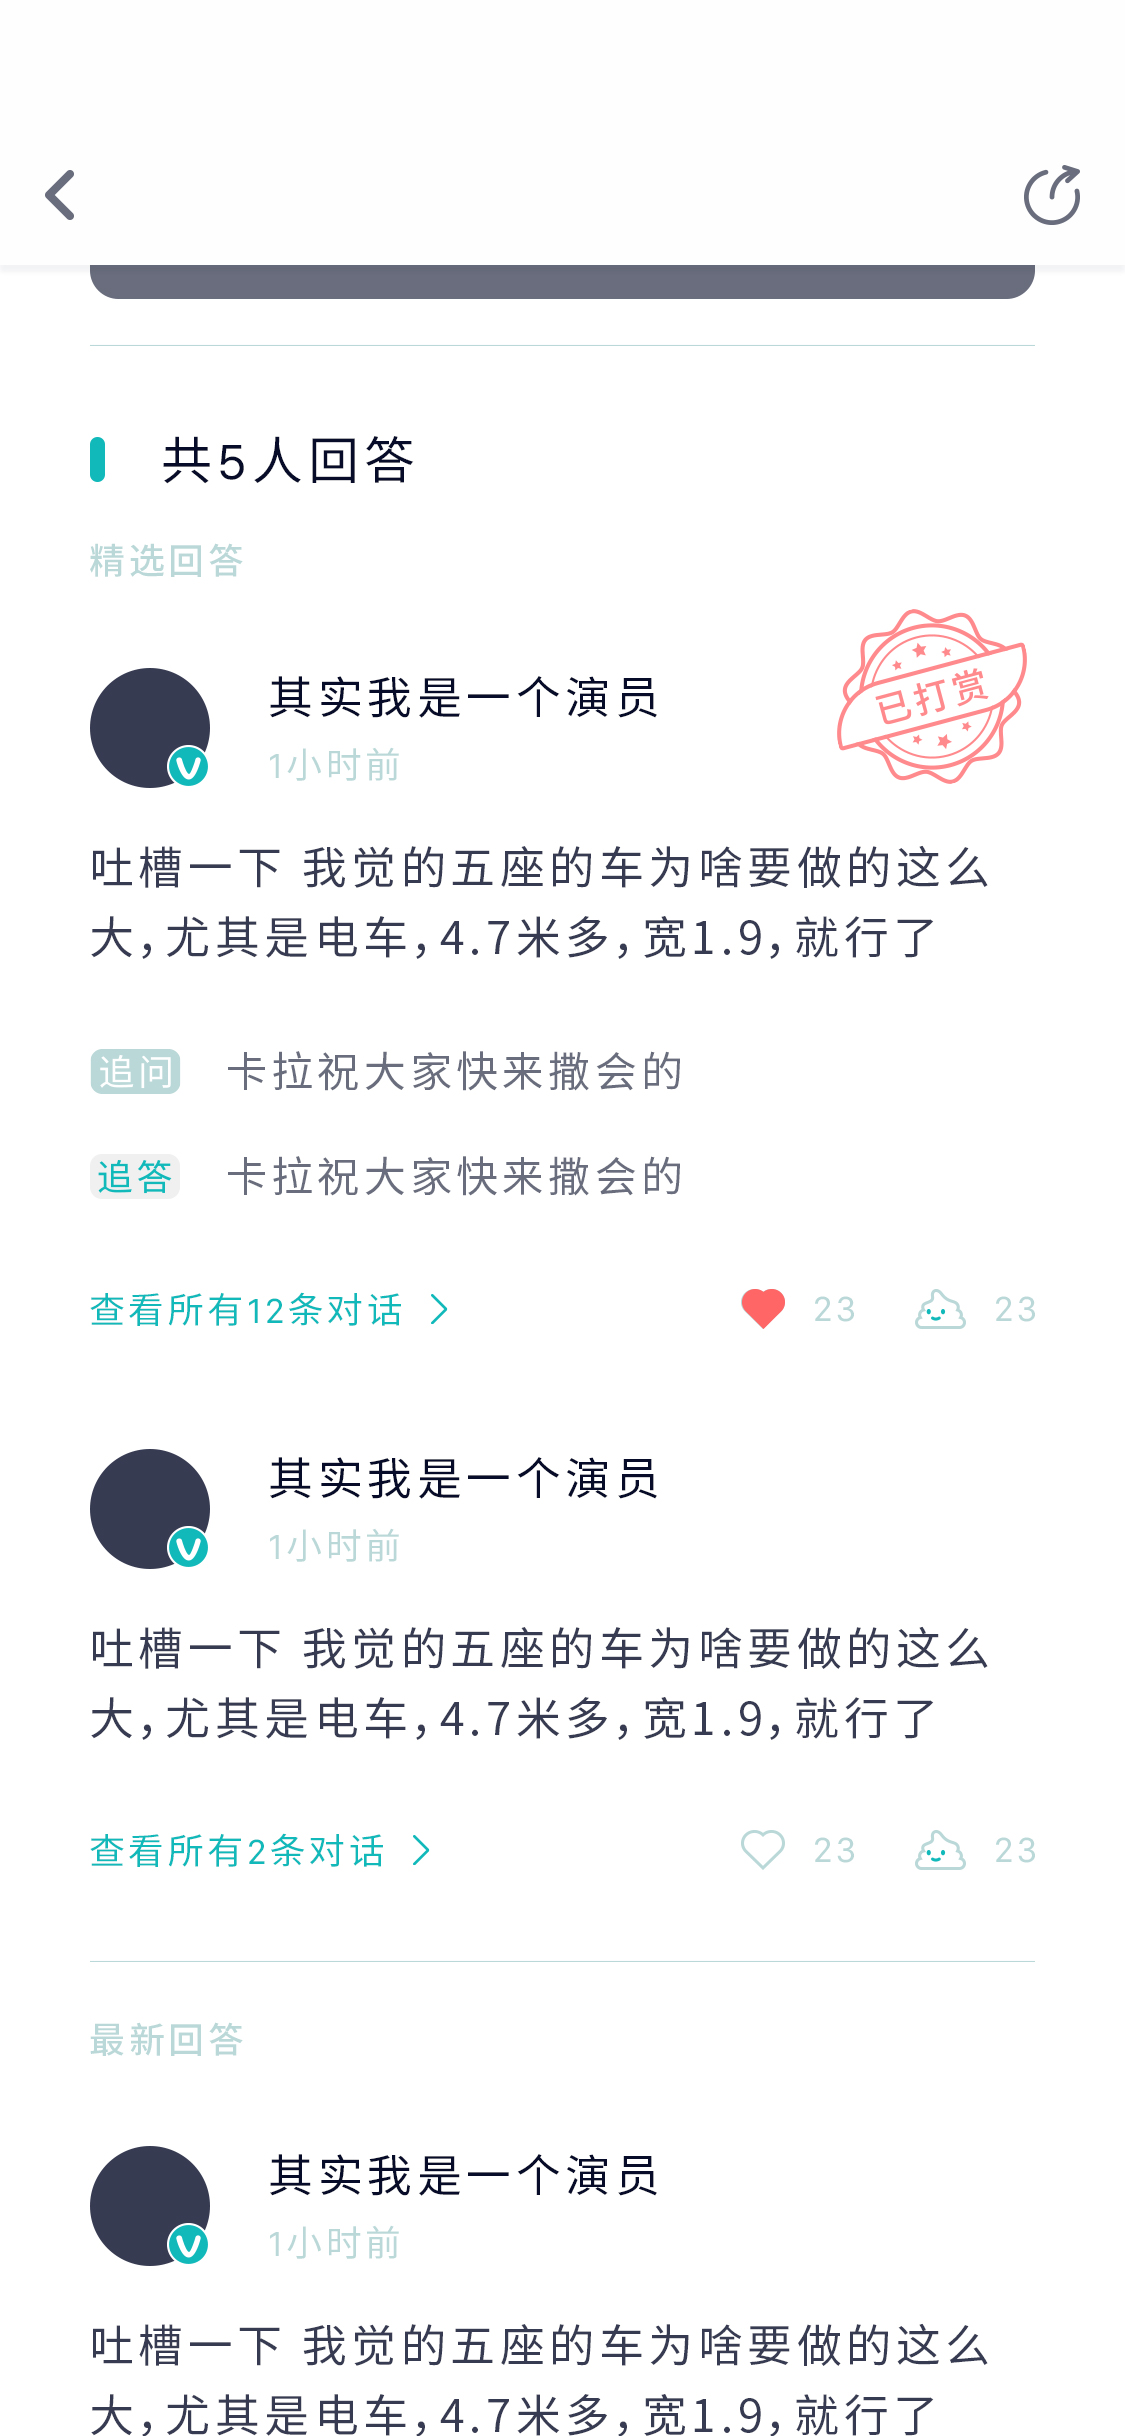 共5人回答
精选回答
其实我是一个演员
1小时前
已打赏
吐槽一下 我觉的五座的车为啥要做的这么
大,尤其是电车,4.7米多,宽1.9,就行了
追问 卡拉祝大家快来撒会的
追答 卡拉祝大家快来撒会的
查看所有12条对话 23 23
其实我是一个演员
1小时前
吐槽一下 我觉的五座的车为啥要做的这么
大,尤其是电车,4.7米多,宽1.9,就行了
查看所有2条对话 23 23
最新回答
其实我是一个演员
1小时前
吐槽一下 我觉的五座的车为啥要做的这么
大,尤其是电车,4.7米多,宽1.9,就行了